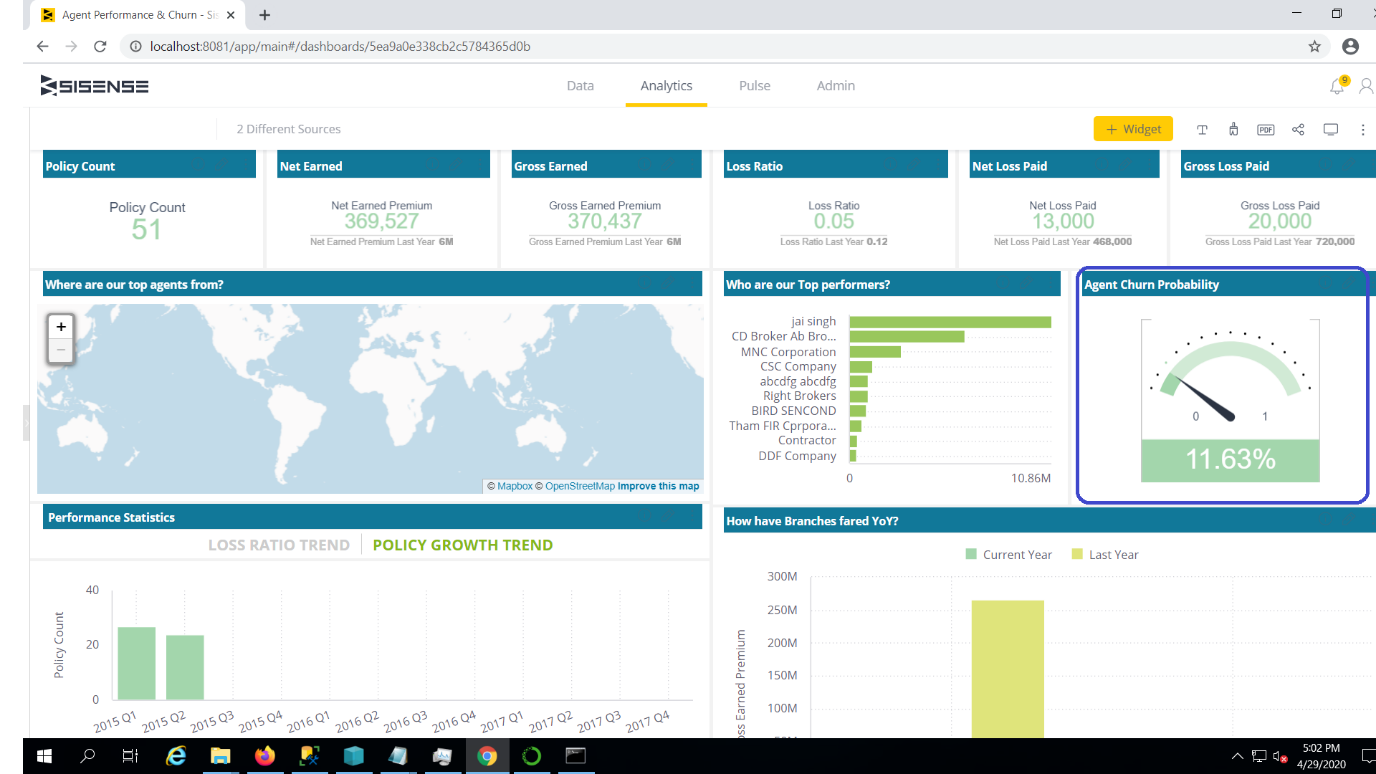 Agent Performance & Churn - Sis
localhost:8081/app/main#/dashboards/5ea9a0e338cb2c5784365d0b
SISENSE
Data Analytics Pulse Admin
9
2 Different Sources
+ Widget
PDF
Policy Count
Net Earned
Gross Earned
Loss Ratio
Net Loss Paid
Gross Loss Paid
Policy Count
51
Net Earned Premium
369,527
Net Earned Premium Last Year 6M
Gross Earned Premium
370,437
Gross Earned Premium Last Year 6M
Loss Ratio
0.05
Loss Ratio Last Year 0.12
Net Loss Paid
13,000
Net Loss Paid Last Year 468,000
Gross Loss Paid
20,000
Gross Loss Paid Last Year 720,000
Where are our top agents from?
+
−
© Mapbox © OpenStreetMap Improve this map
Who are our Top performers?
jai singh
CD Broker Ab Bro...
MNC Corporation
CSC Company
abcdfg abcdfg
Right Brokers
BIRD SENCOND
Tham FIR Cprpora...
Contractor
DDF Company
0 10.86M
Agent Churn Probability
0 1
11.63%
Performance Statistics
LOSS RATIO TREND POLICY GROWTH TREND
Policy Count
40
20
0
2015 Q1 2015 Q2 2015 Q3 2015 Q4 2016 Q1 2016 Q2 2016 Q3 2016 Q4 2017 Q1 2017 Q2 2017 Q3 2017 Q4
How have Branches fared YoY?
Current Year Last Year
ss Earned Premium
300M
250M
200M
150M
100M
5:02 PM
4/29/2020